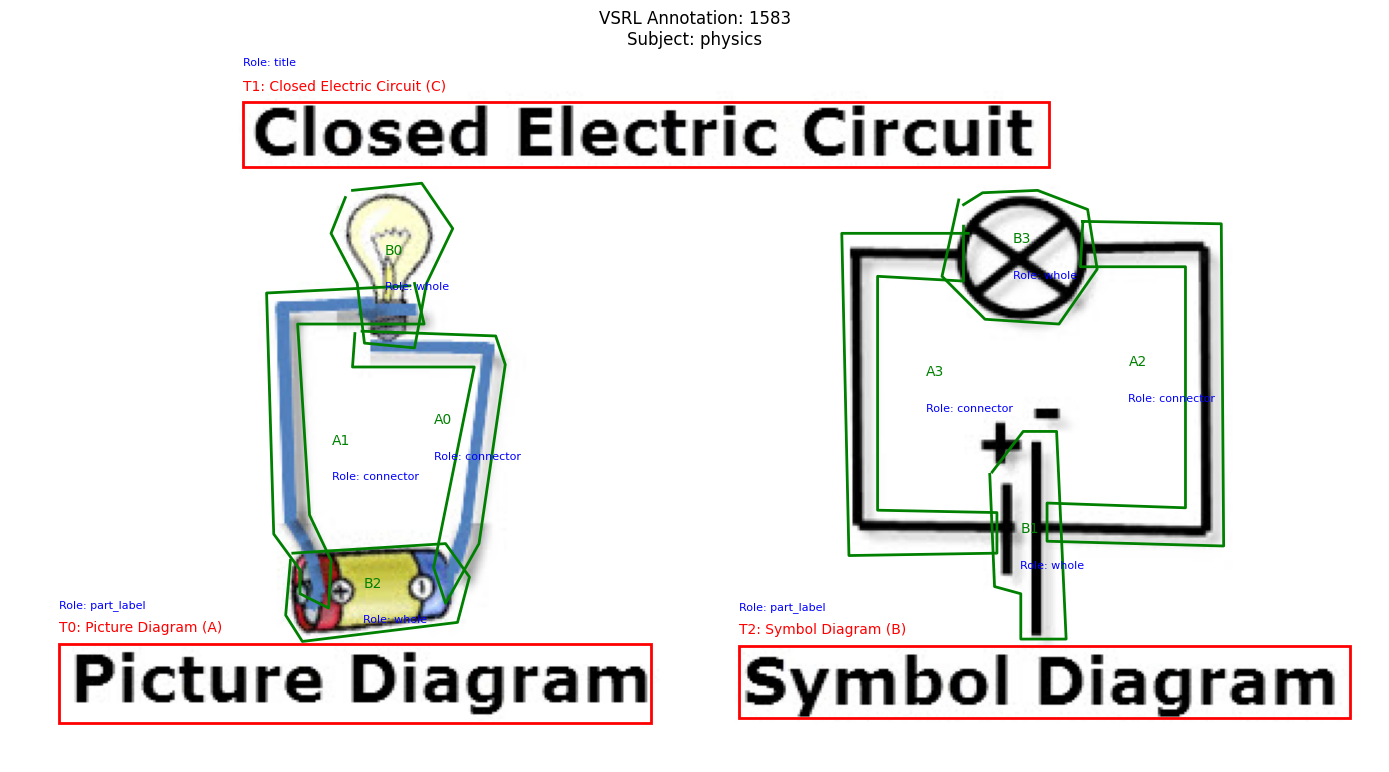 VSRL Annotation: 1583
Subject: physics
Role: title
T1: Closed Electric Circuit (C)
Closed Electric Circuit
B0
Role: whole
B3
Role: whole
A3
Role: connector
A2
Role: connector
A0
Role: connector
A1
Role: connector
- 
+
B1
Role: whole
B2
Role: whole
+ -
Role: part_label
T0: Picture Diagram (A)
Picture Diagram
Role: part_label
T2: Symbol Diagram (B)
Symbol Diagram